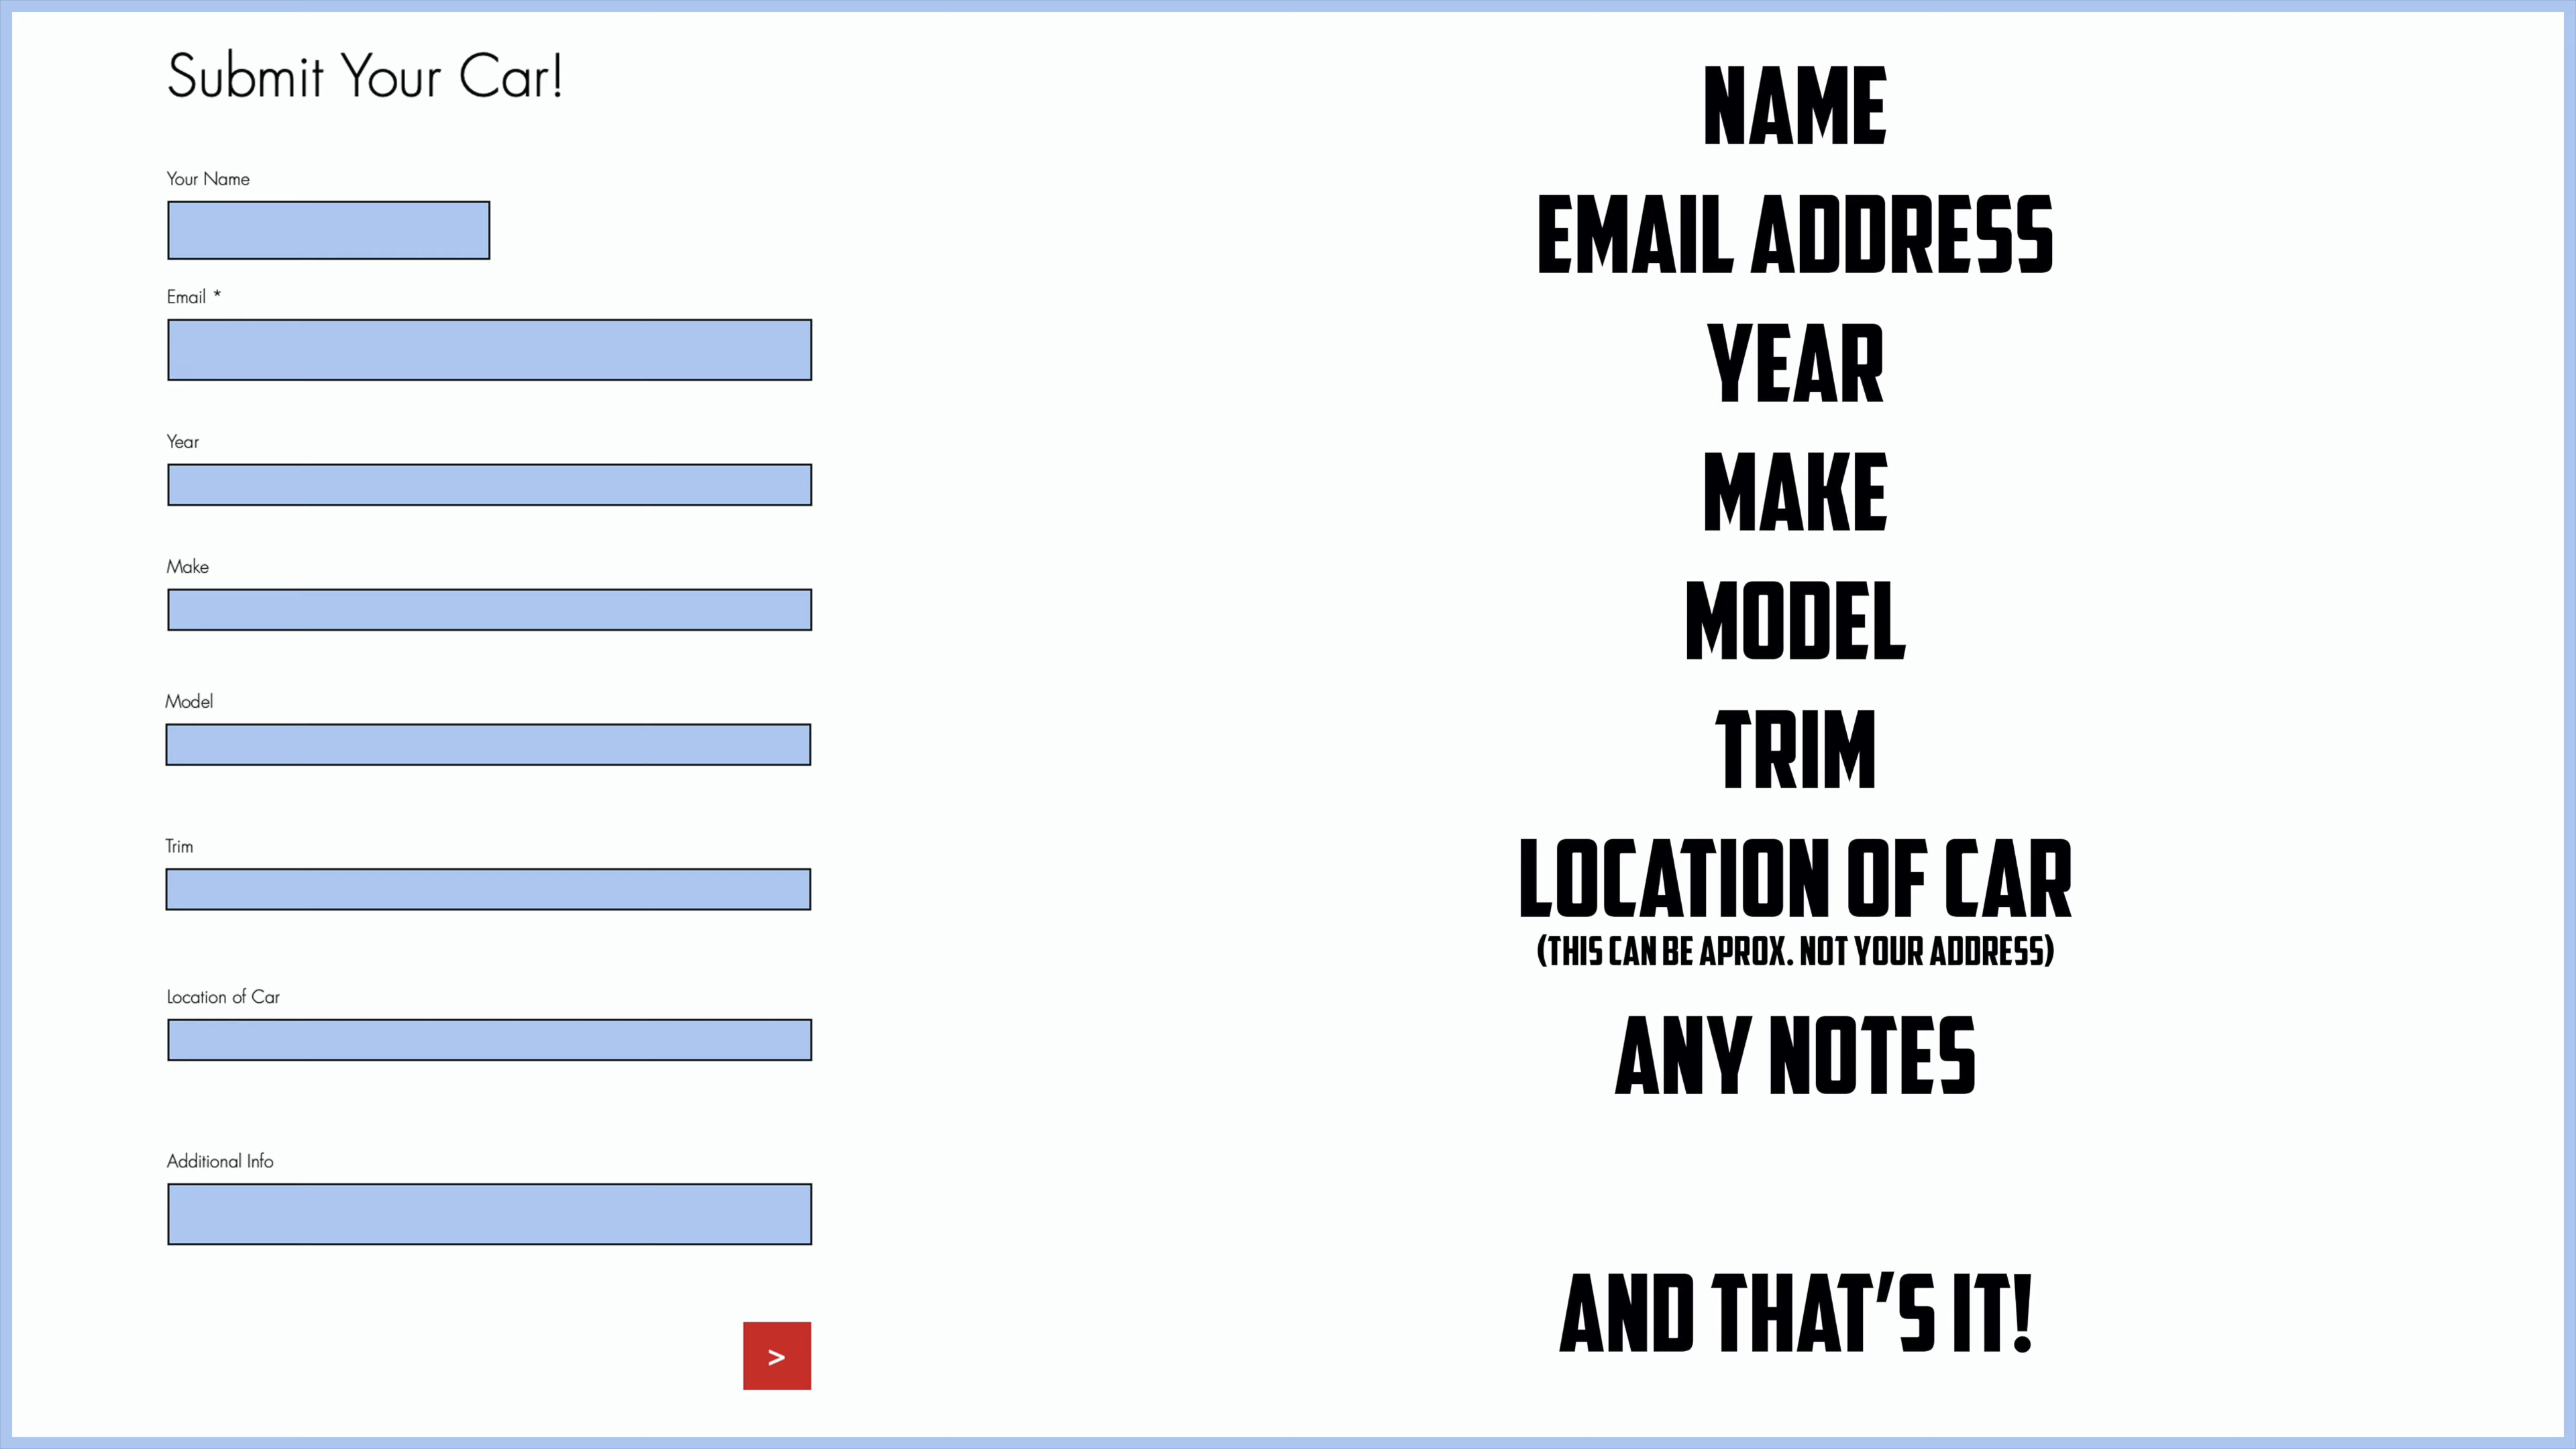 Submit Your Car!
Your Name
Email *
Year
Make
Model
Trim
Location of Car
Additional Info
>
NAME
EMAIL ADDRESS
YEAR
MAKE
MODEL
TRIM
LOCATION OF CAR
(THIS CAN BE APROX. NOT YOUR ADDRESS)
ANY NOTES
AND THAT'S IT!